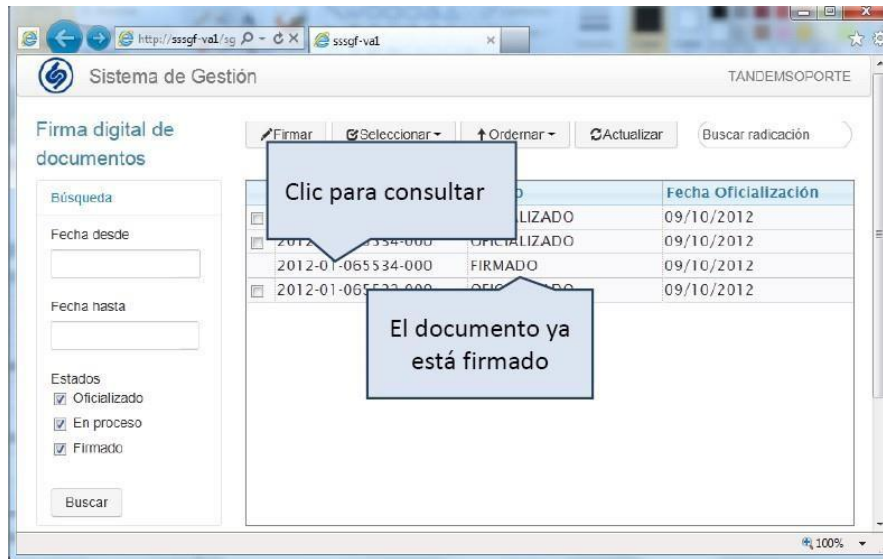 http://sssgf-val/sg
sssgf-val
Sistema de Gestión
TANDEMSOPORTE
Firma digital de
documentos
Firmar
Seleccionar
Ordernar
Actualizar
Buscar radicación
Búsqueda
Clic para consultar
Fecha Oficialización
Fecha desde
09/10/2012
OFICIALIZADO
09/10/2012
2012-01-065534-000
FIRMADO
09/10/2012
09/10/2012
Fecha hasta
El documento ya
está firmado
Estados
Oficializado
En proceso
Firmado
Buscar
100%